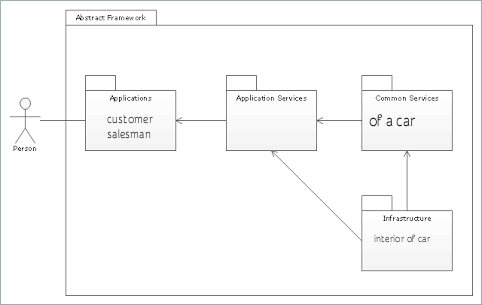 Abstract Framework
Applications
customer
salesman
Application Services
Common Services
of a car
Person
Infrastructure
interior of car